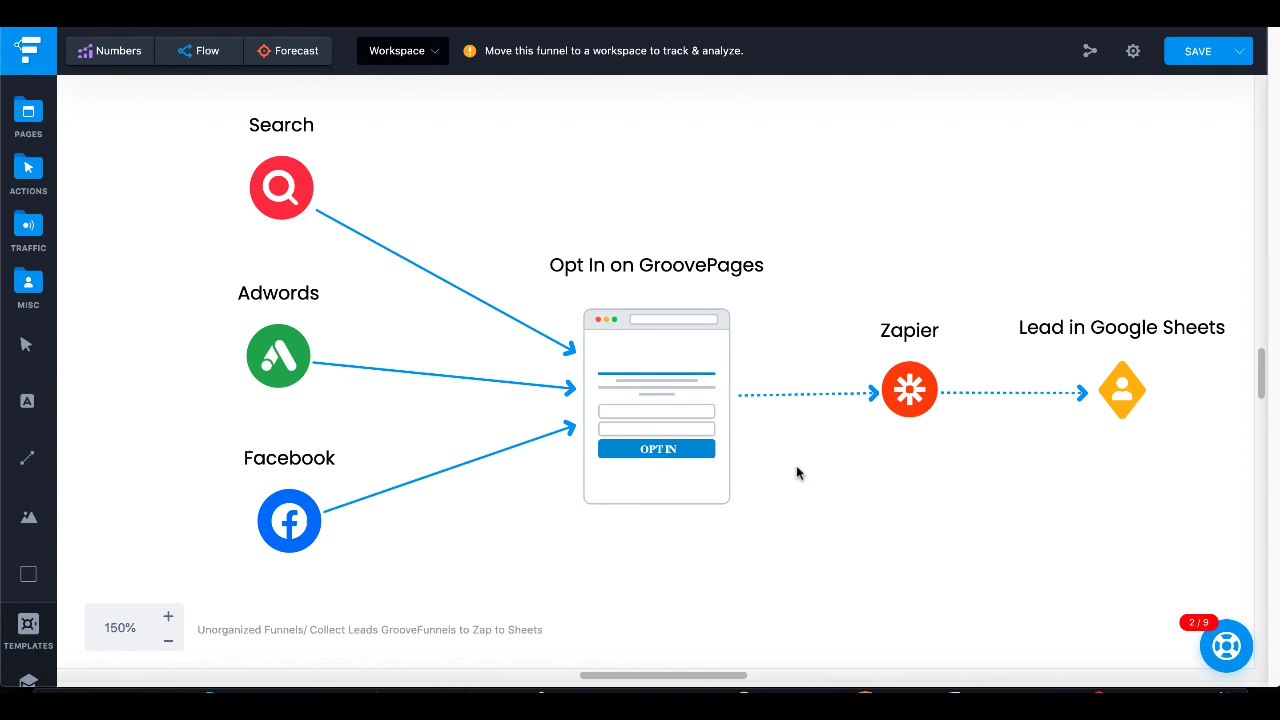 Numbers
Flow
Forecast
Workspace
Move this funnel to a workspace to track & analyze.
SAVE
PAGES
ACTIONS
TRAFFIC
MISC
TEMPLATES
Search
Adwords
Facebook
Opt In on GroovePages
OPT IN
Zapier
Lead in Google Sheets
150%
Unorganized Funnels/ Collect Leads GrooveFunnels to Zap to Sheets
2 / 9